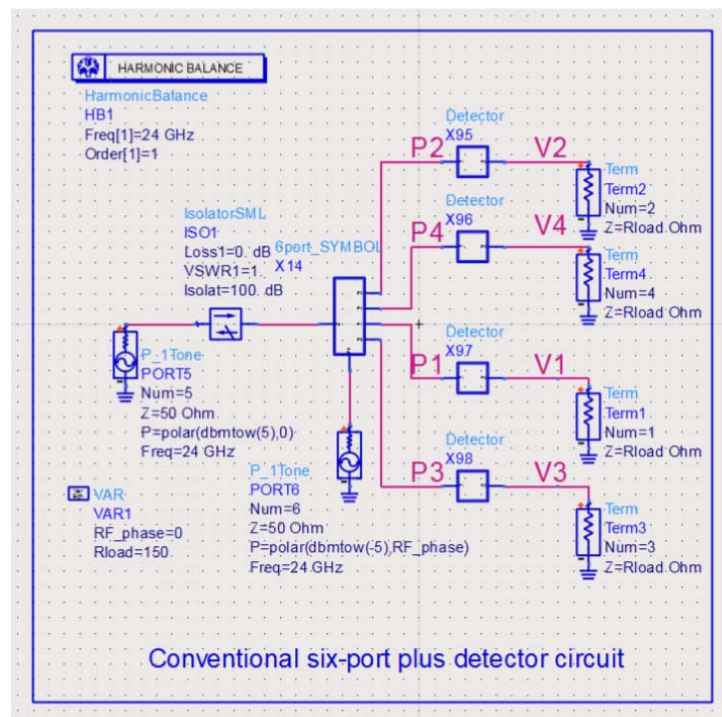 HARMONIC BALANCE
HarmonicBalance
HB1
Freq[1]=24 GHz
Order[1]=1
Detector
X95
P2
V2
Term
Term2
Num=2
Z=Rload Ohm
Detector
X96
P4
V4
Term
Term4
Num=4
Z=Rload Ohm
IsolatorSML
ISO1
Loss1=0. dB
VSWR1=1.
Isolat=100. dB
6port_SYMBOL
X14
Detector
X97
P1
V1
Term
Term1
Num=1
Z=Rload Ohm
P_1Tone
PORT5
Num=5
Z=50 Ohm
P=polar(dbmtow(5),0)
Freq=24 GHz
Detector
X98
P3
V3
Term
Term3
Num=3
Z=Rload Ohm
P_1Tone
PORT6
Num=6
Z=50 Ohm
P=polar(dbmtow(-5),RF_phase)
Freq=24 GHz
VAR
VAR1
RF_phase=0
Rload=150
Conventional six-port plus detector circuit